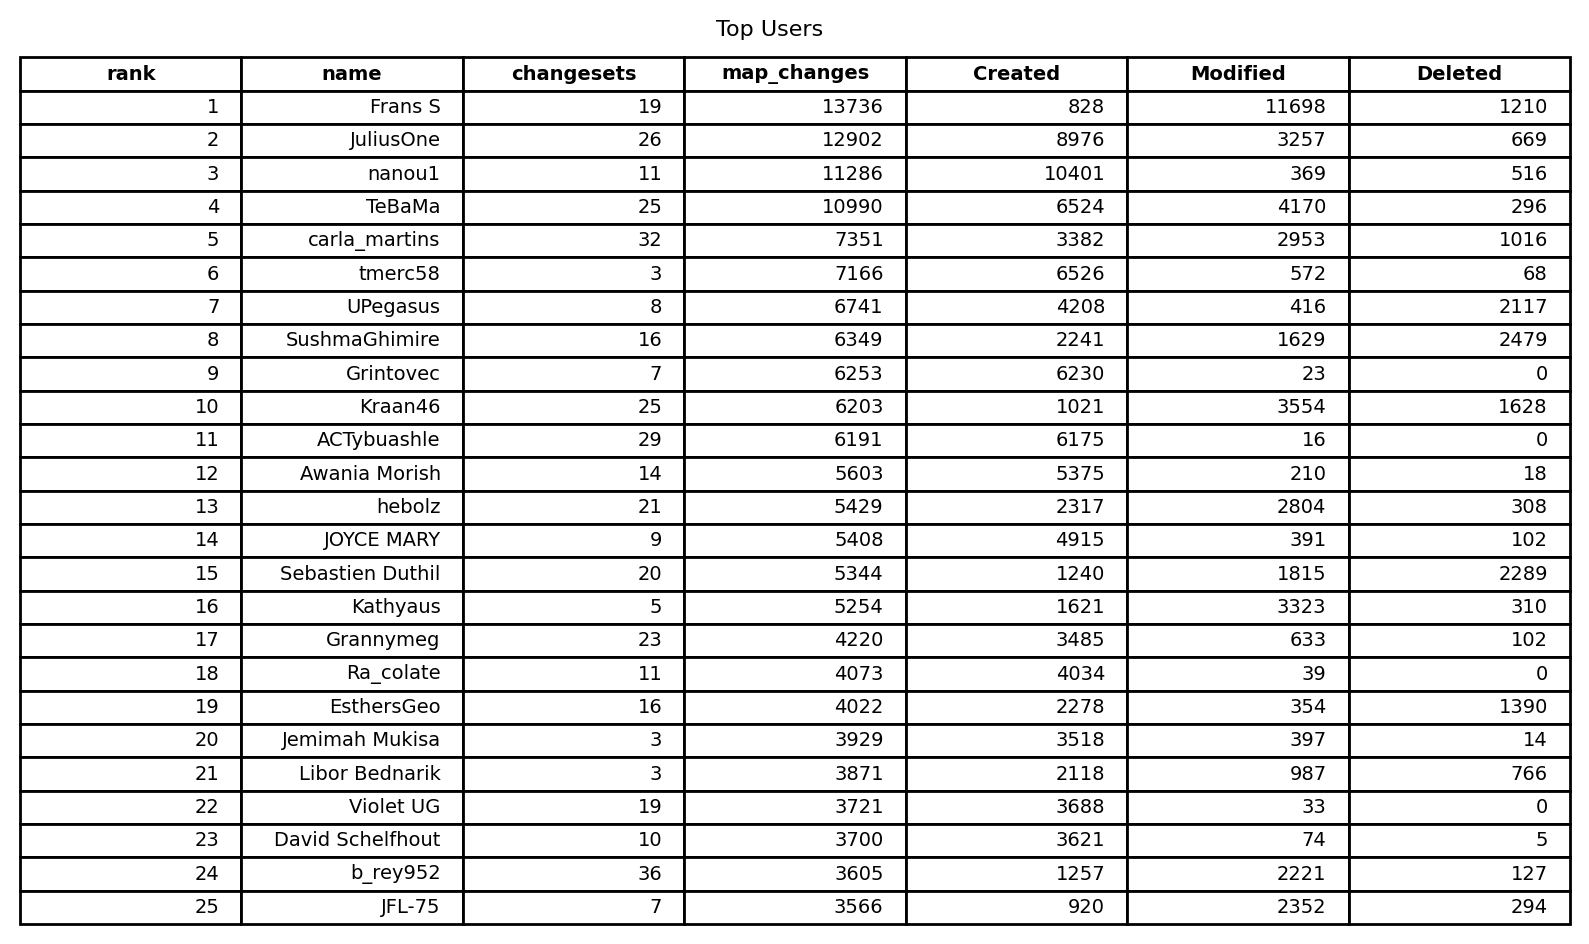 Top Users
rank name changesets map_changes Created Modified Deleted
1 Frans S 19 13736 828 11698 1210
2 JuliusOne 26 12902 8976 3257 669
3 nanou1 11 11286 10401 369 516
4 TeBaMa 25 10990 6524 4170 296
5 carla_martins 32 7351 3382 2953 1016
6 tmerc58 3 7166 6526 572 68
7 UPegasus 8 6741 4208 416 2117
8 SushmaGhimire 16 6349 2241 1629 2479
9 Grintovec 7 6253 6230 23 0
10 Kraan46 25 6203 1021 3554 1628
11 ACTybuashle 29 6191 6175 16 0
12 Awania Morish 14 5603 5375 210 18
13 hebolz 21 5429 2317 2804 308
14 JOYCE MARY 9 5408 4915 391 102
15 Sebastien Duthil 20 5344 1240 1815 2289
16 Kathyaus 5 5254 1621 3323 310
17 Grannymeg 23 4220 3485 633 102
18 Ra_colate 11 4073 4034 39 0
19 EsthersGeo 16 4022 2278 354 1390
20 Jemimah Mukisa 3 3929 3518 397 14
21 Libor Bednarik 3 3871 2118 987 766
22 Violet UG 19 3721 3688 33 0
23 David Schelfhout 10 3700 3621 74 5
24 b_rey952 36 3605 1257 2221 127
25 JFL-75 7 3566 920 2352 294